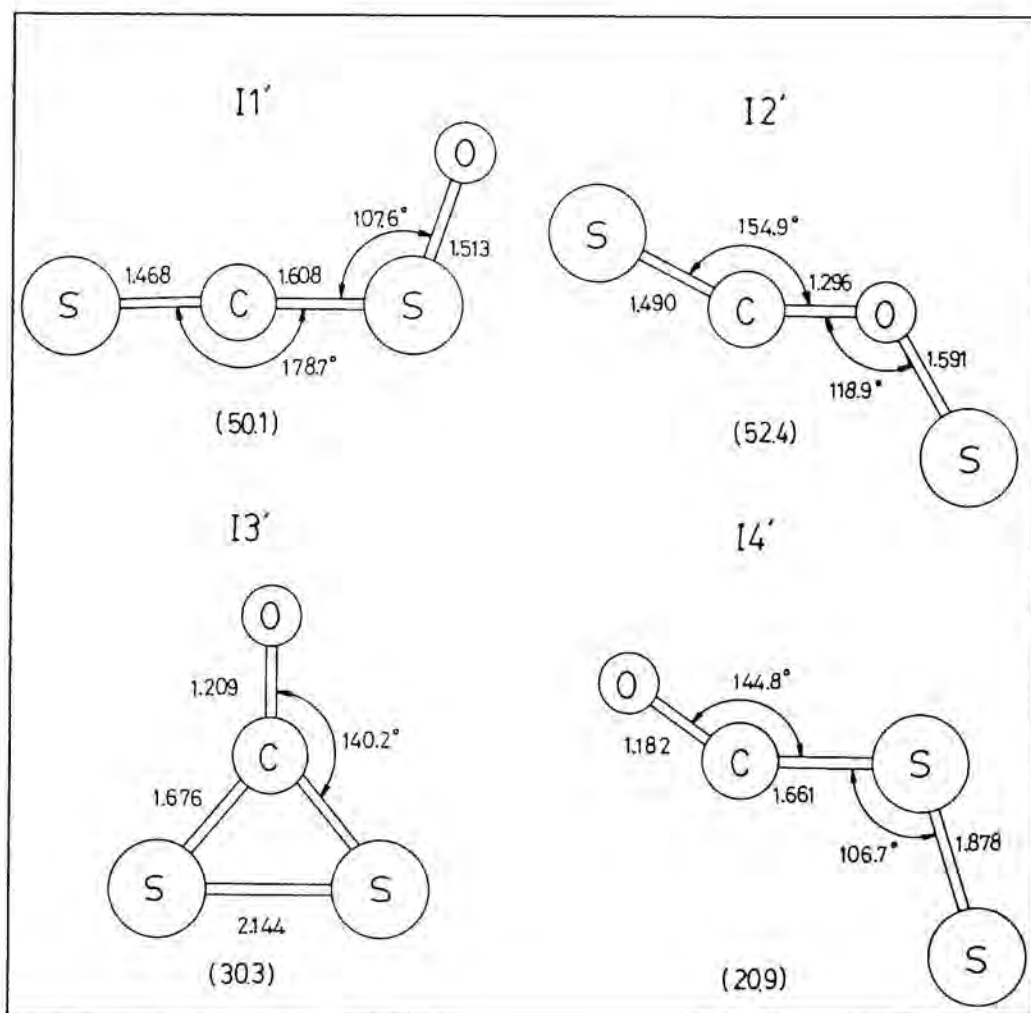 I1′
O
107.6°
1.468
1.608
1.513
S
C
S
178.7°
(50.1)
I2′
S
154.9°
1.490
1.296
C
O
118.9°
1.591
(52.4)
S
I3′
O
1.209
C
140.2°
1.676
S
S
2.144
(30.3)
I4′
O
144.8°
1.182
C
S
1.661
106.7°
1.878
S
(20.9)